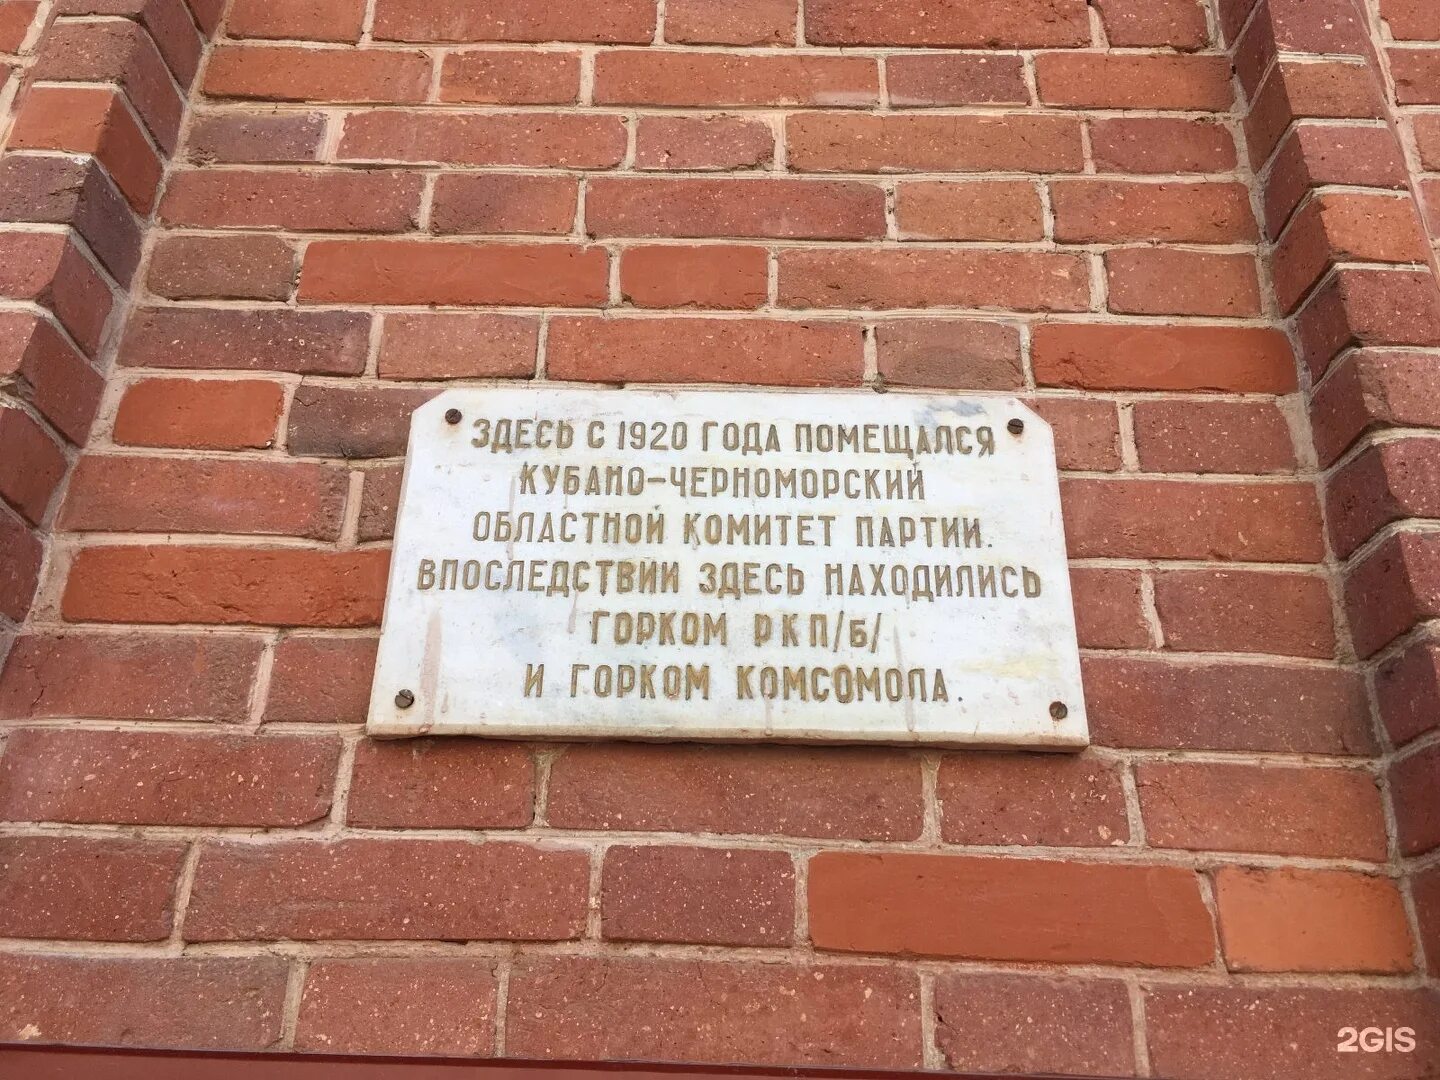 ЗДЕСЬ С 1920 ГОДА ПОМЕЩАЛСЯ
КУБАНО-ЧЕРНОМОРСКИЙ
ОБЛАСТНОЙ КОМИТЕТ ПАРТИИ.
ВПОСЛЕДСТВИИ ЗДЕСЬ НАХОДИЛИСЬ
ГОРКОМ РКП/Б/
И ГОРКОМ КОМСОМОЛА.
2GIS